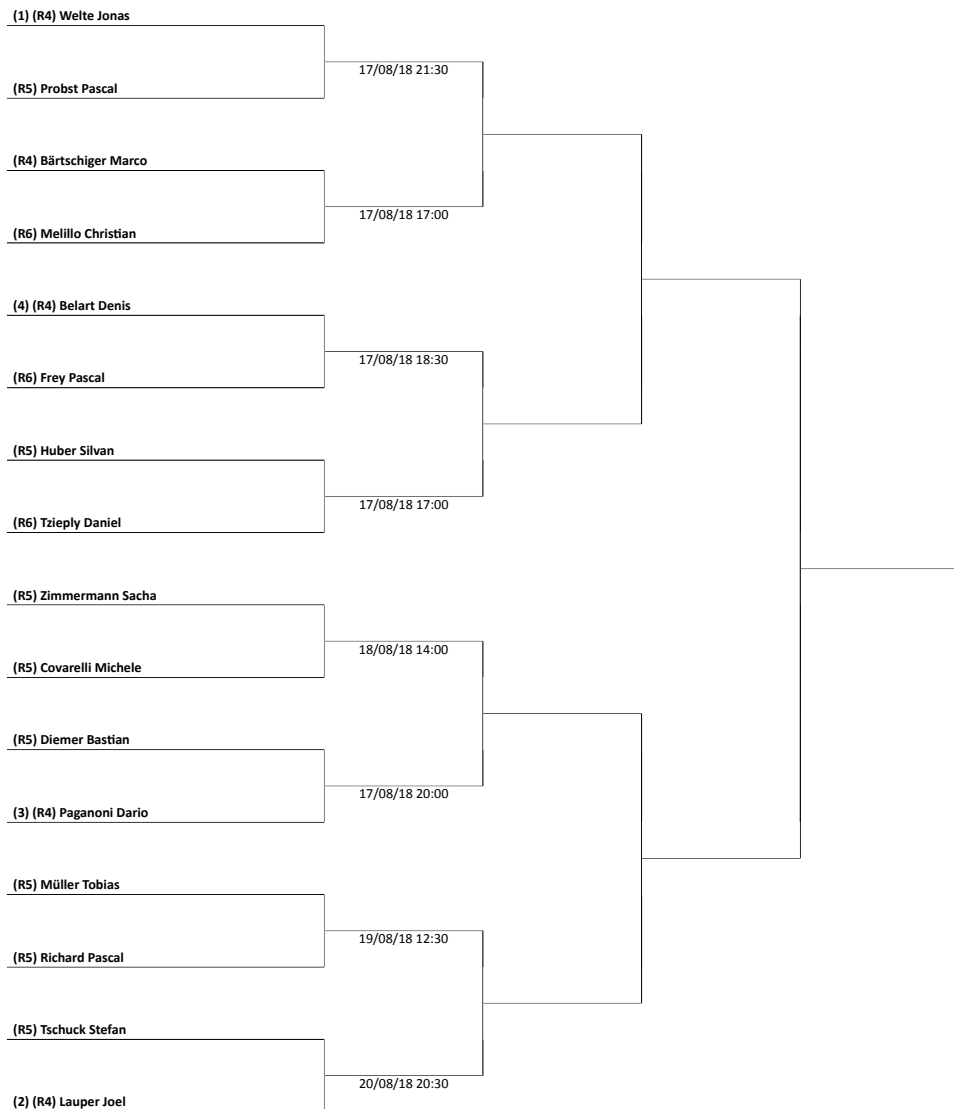 (1) (R4) Welte Jonas
17/08/18 21:30
(R5) Probst Pascal
(R4) Bärtschiger Marco
17/08/18 17:00
(R6) Melillo Christian
(4) (R4) Belart Denis
17/08/18 18:30
(R6) Frey Pascal
(R5) Huber Silvan
17/08/18 17:00
(R6) Tzieply Daniel
(R5) Zimmermann Sacha
18/08/18 14:00
(R5) Covarelli Michele
(R5) Diemer Bastian
17/08/18 20:00
(3) (R4) Paganoni Dario
(R5) Müller Tobias
19/08/18 12:30
(R5) Richard Pascal
(R5) Tschuck Stefan
20/08/18 20:30
(2) (R4) Lauper Joel